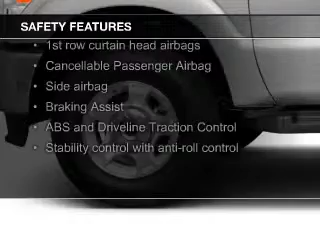 SAFETY FEATURES
• 1st row curtain head airbags
• Cancellable Passenger Airbag
• Side airbag
• Braking Assist
• ABS and Driveline Traction Control
• Stability control with anti-roll control